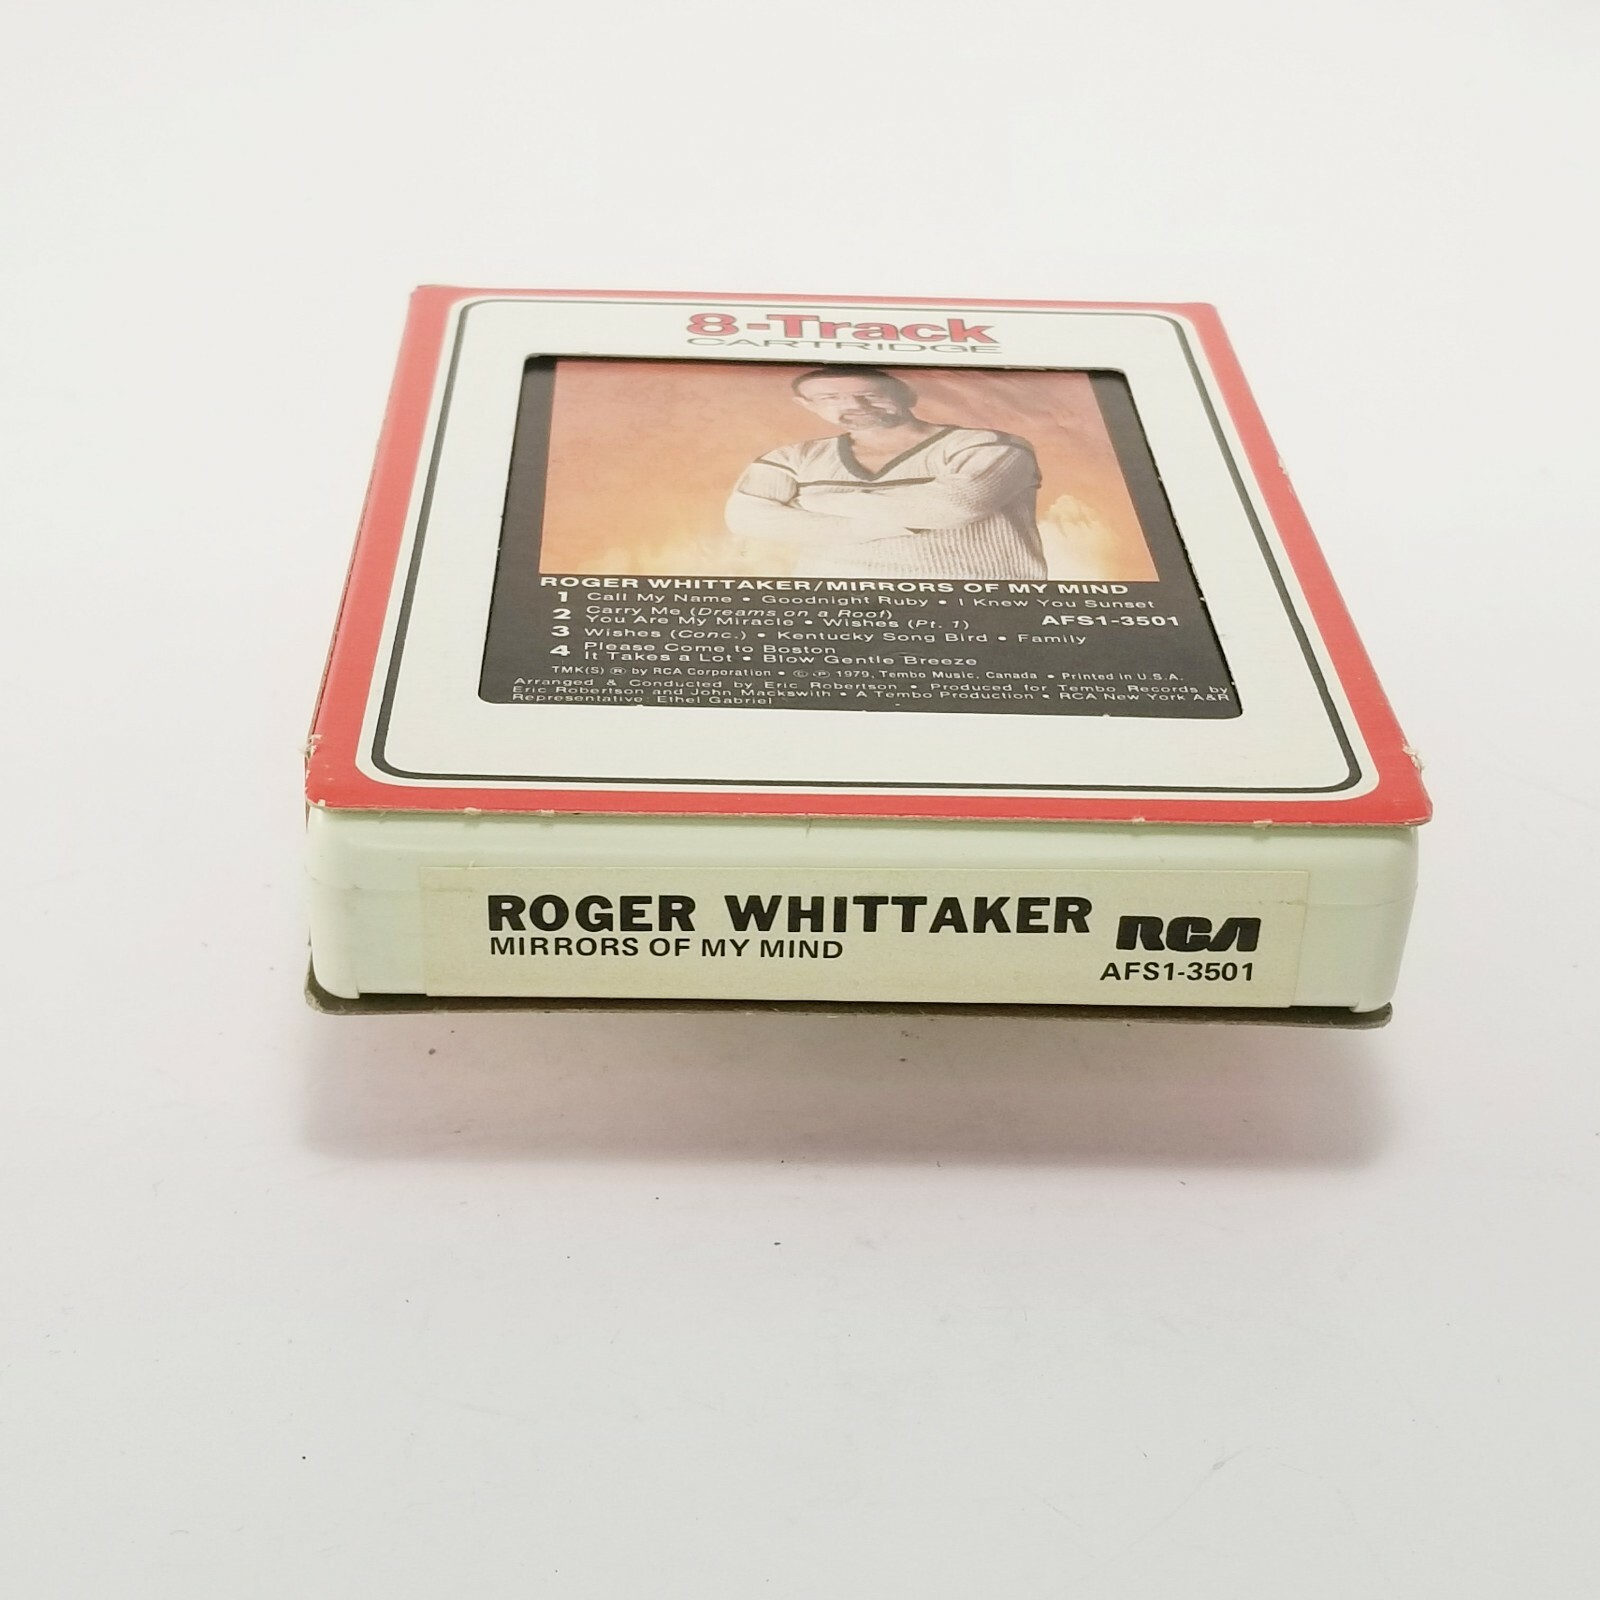 8-Track
CARTRIDGE
ROGER WHITTAKER/MIRRORS OF MY MIND
1 Call My Name • Goodnight Ruby • I Knew You Sunset
2 Carry Me (Dreams on a Roof)
You Are My Miracle • Wishes (Pt. 1) AFS1-3501
3 Wishes (Conc.) • Kentucky Song Bird • Family
4 Please Come to Boston
It Takes a Lot • Blow Gentle Breeze
TMK(S) ® by RCA Corporation • © ℗ 1979, Tembo Music, Canada • Printed in U.S.A.
Arranged & Conducted by Eric Robertson • Produced for Tembo Records by
Eric Robertson and John Mackswith • A Tembo Production • RCA New York A&R
Representative: Ethel Gabriel
ROGER WHITTAKER
MIRRORS OF MY MIND
RCA
AFS1-3501